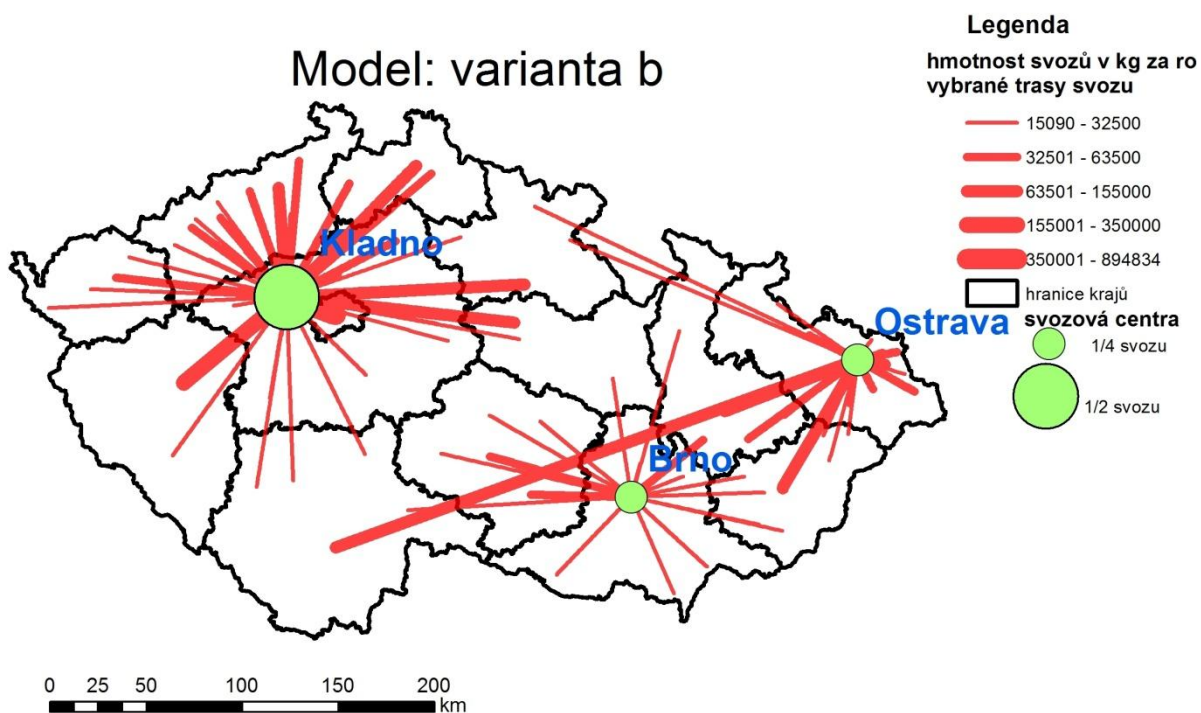 Model: varianta b
Legenda
hmotnost svozů v kg za ro
vybrané trasy svozu
15090 - 32500
32501 - 63500
63501 - 155000
155001 - 350000
350001 - 894834
hranice krajů
svozová centra
1/4 svozu
1/2 svozu
Kladno
Ostrava
Brno
0 25 50 100 150 200
km